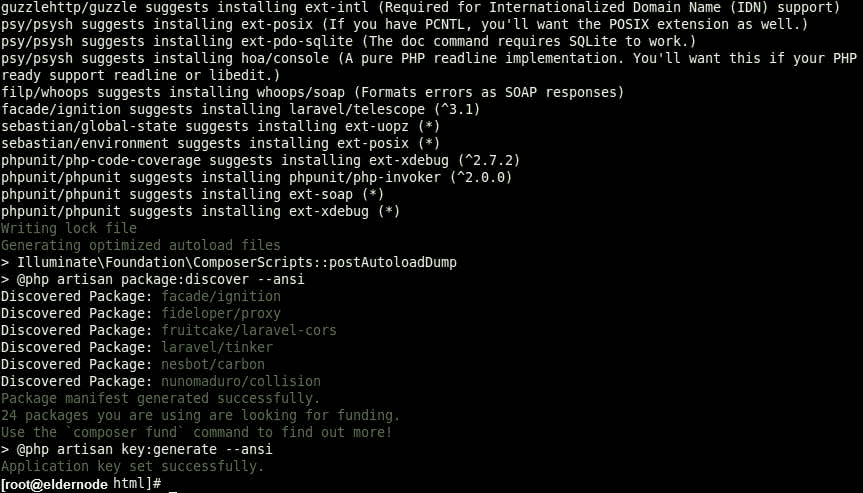 guzzlehttp/guzzle suggests installing ext-intl (Required for Internationalized Domain Name (IDN) support)
psy/psysh suggests installing ext-posix (If you have PCNTL, you'll want the POSIX extension as well.)
psy/psysh suggests installing ext-pdo-sqlite (The doc command requires SQLite to work.)
psy/psysh suggests installing hoa/console (A pure PHP readline implementation. You'll want this if your PHP
ready support readline or libedit.)
filp/whoops suggests installing whoops/soap (Formats errors as SOAP responses)
facade/ignition suggests installing laravel/telescope (^3.1)
sebastian/global-state suggests installing ext-uopz (*)
sebastian/environment suggests installing ext-posix (*)
phpunit/php-code-coverage suggests installing ext-xdebug (^2.7.2)
phpunit/phpunit suggests installing phpunit/php-invoker (^2.0.0)
phpunit/phpunit suggests installing ext-soap (*)
phpunit/phpunit suggests installing ext-xdebug (*)
Writing lock file
Generating optimized autoload files
> Illuminate\Foundation\ComposerScripts::postAutoloadDump
> @php artisan package:discover --ansi
Discovered Package: facade/ignition
Discovered Package: fideloper/proxy
Discovered Package: fruitcake/laravel-cors
Discovered Package: laravel/tinker
Discovered Package: nesbot/carbon
Discovered Package: nunomaduro/collision
Package manifest generated successfully.
24 packages you are using are looking for funding.
Use the `composer fund` command to find out more!
> @php artisan key:generate --ansi
Application key set successfully.
[root@eldernode html]#